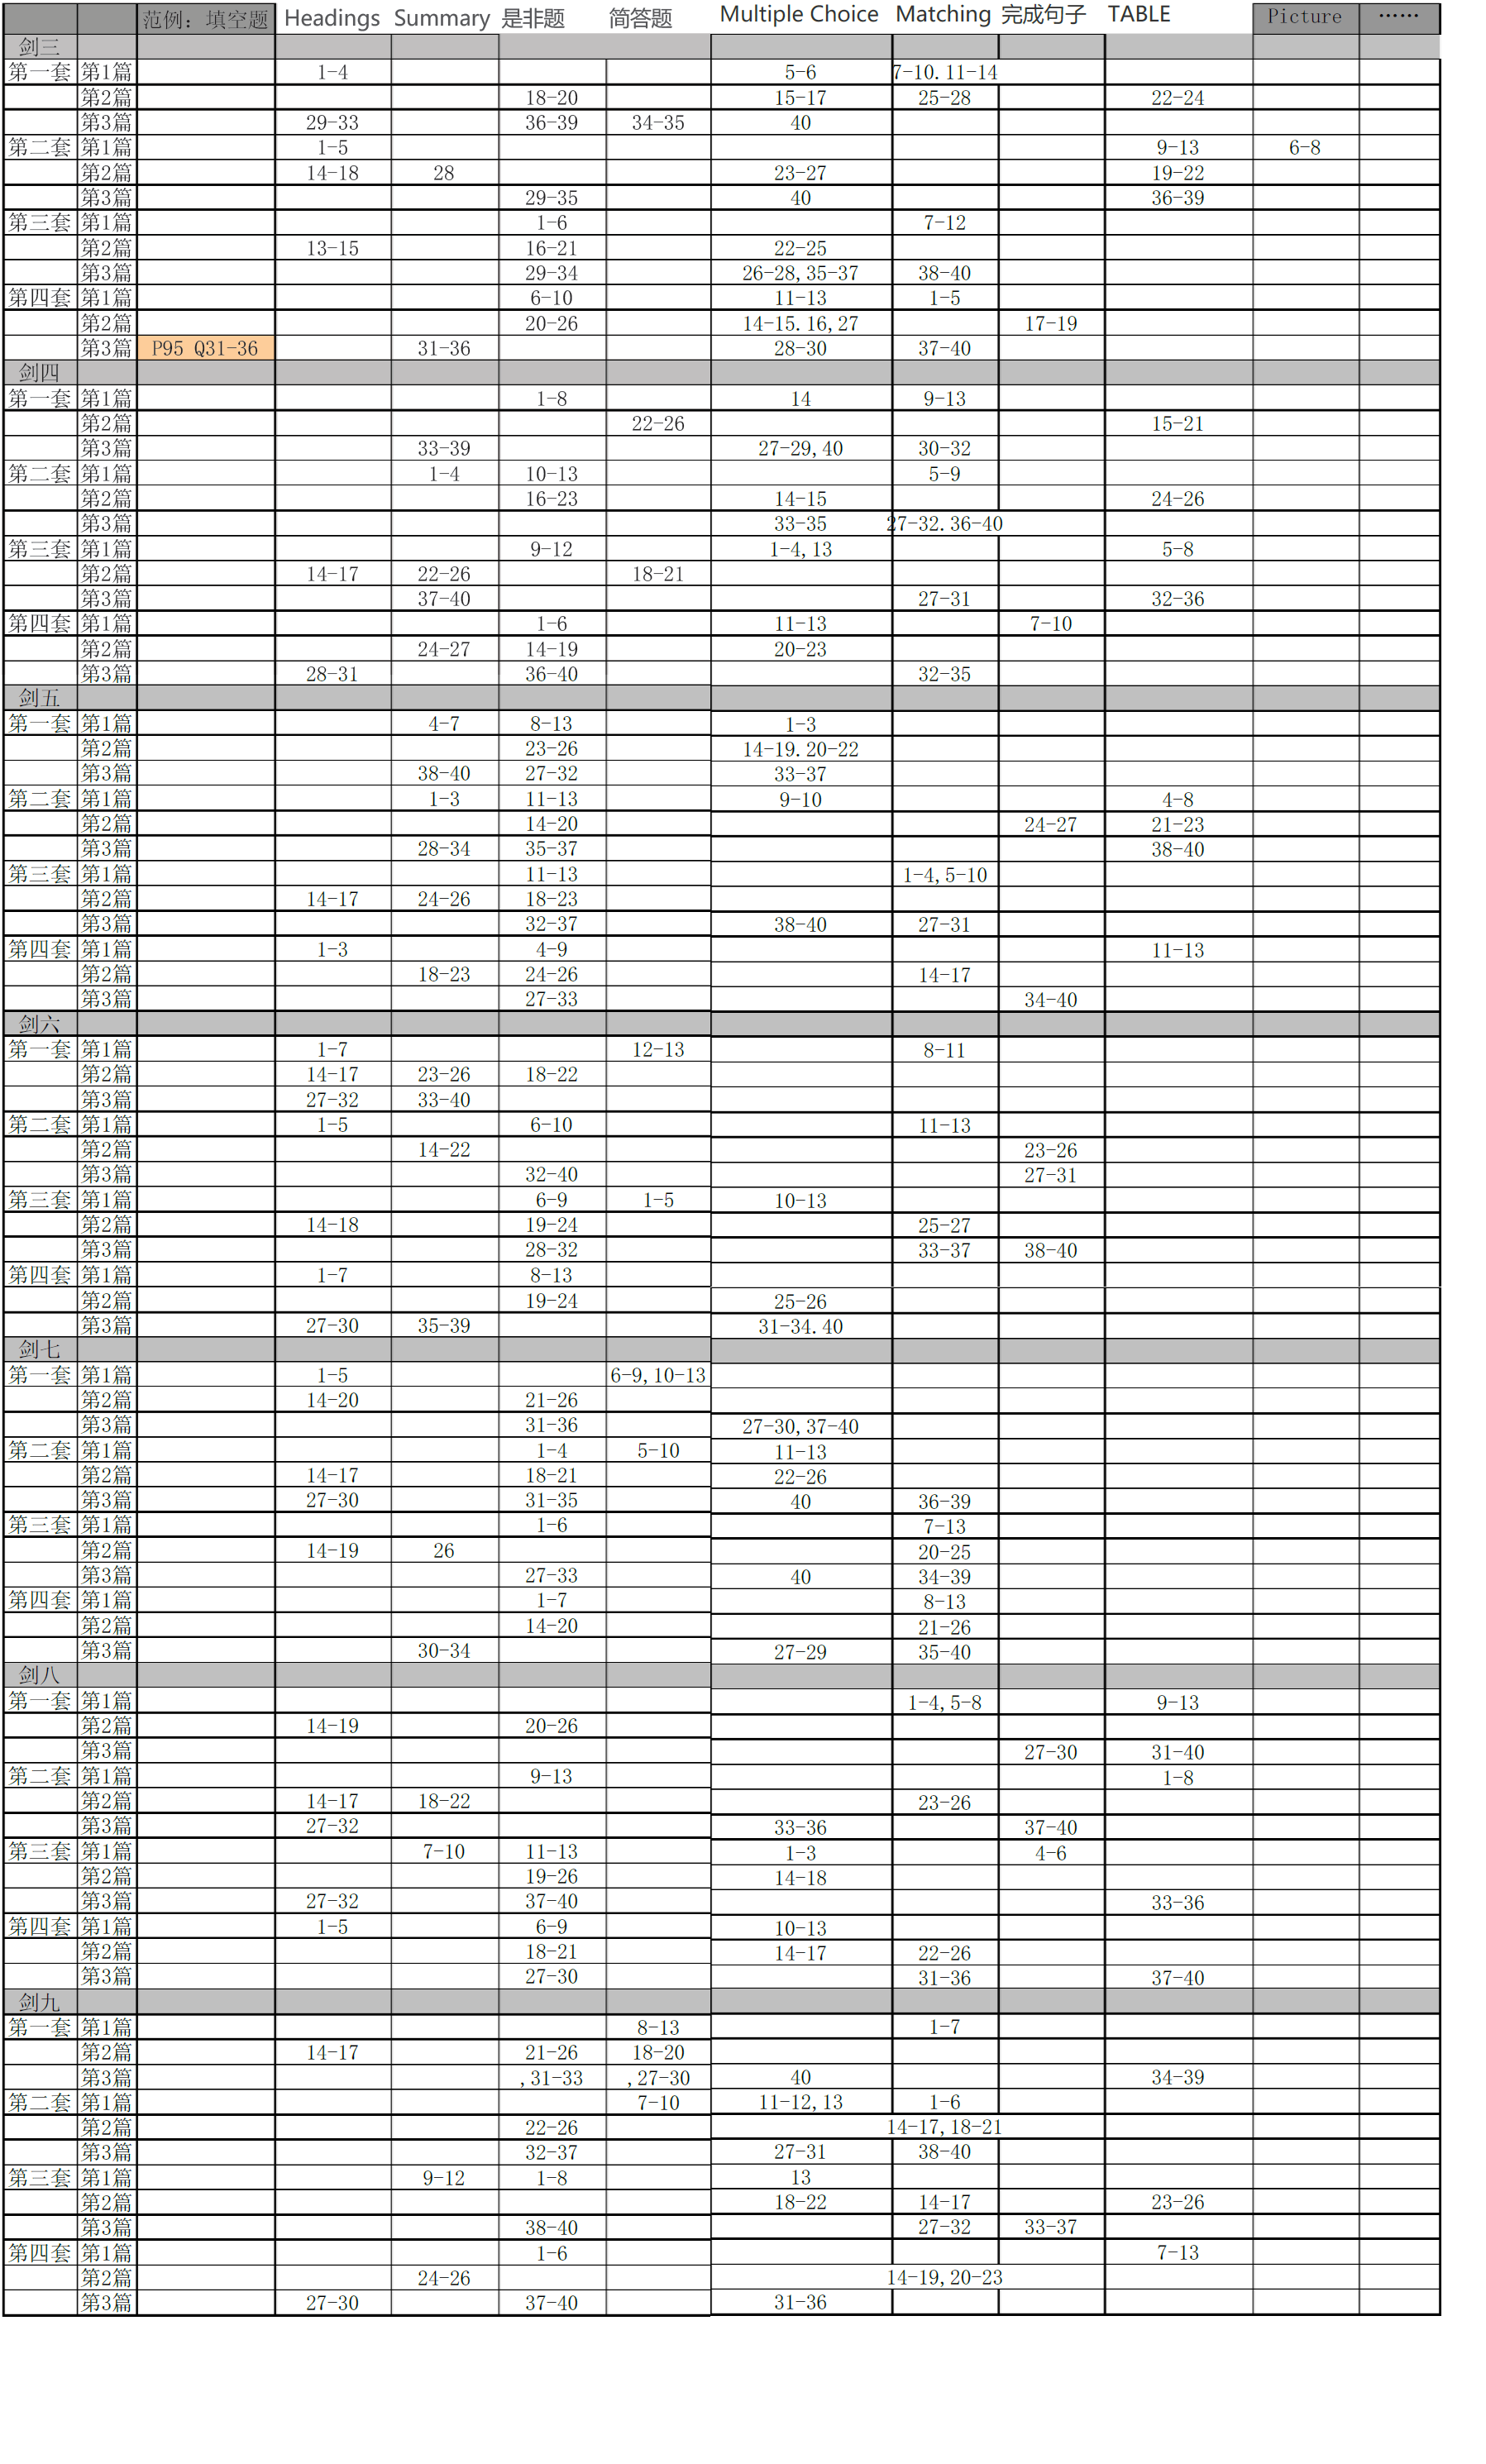 范例：填空题 Headings Summary 是非题 简答题 Multiple Choice Matching 完成句子 TABLE Picture ……
剑三
第一套 第1篇 1-4 5-6 7-10.11-14
第2篇 18-20 15-17 25-28 22-24
第3篇 29-33 36-39 34-35 40
第二套 第1篇 1-5 9-13 6-8
第2篇 14-18 28 23-27 19-22
第3篇 29-35 40 36-39
第三套 第1篇 1-6 7-12
第2篇 13-15 16-21 22-25
第3篇 29-34 26-28,35-37 38-40
第四套 第1篇 6-10 11-13 1-5
第2篇 20-26 14-15.16,27 17-19
第3篇 P95 Q31-36 31-36 28-30 37-40
剑四
第一套 第1篇 1-8 14 9-13
第2篇 22-26 15-21
第3篇 33-39 27-29,40 30-32
第二套 第1篇 1-4 10-13 5-9
第2篇 16-23 14-15 24-26
第3篇 33-35 27-32.36-40
第三套 第1篇 9-12 1-4,13 5-8
第2篇 14-17 22-26 18-21
第3篇 37-40 27-31 32-36
第四套 第1篇 1-6 11-13 7-10
第2篇 24-27 14-19 20-23
第3篇 28-31 36-40 32-35
剑五
第一套 第1篇 4-7 8-13 1-3
第2篇 23-26 14-19.20-22
第3篇 38-40 27-32 33-37
第二套 第1篇 1-3 11-13 9-10 4-8
第2篇 14-20 24-27 21-23
第3篇 28-34 35-37 38-40
第三套 第1篇 11-13 1-4,5-10
第2篇 14-17 24-26 18-23
第3篇 32-37 38-40 27-31
第四套 第1篇 1-3 4-9 11-13
第2篇 18-23 24-26 14-17
第3篇 27-33 34-40
剑六
第一套 第1篇 1-7 12-13 8-11
第2篇 14-17 23-26 18-22
第3篇 27-32 33-40
第二套 第1篇 1-5 6-10 11-13
第2篇 14-22 23-26
第3篇 32-40 27-31
第三套 第1篇 6-9 1-5 10-13
第2篇 14-18 19-24 25-27
第3篇 28-32 33-37 38-40
第四套 第1篇 1-7 8-13
第2篇 19-24 25-26
第3篇 27-30 35-39 31-34.40
剑七
第一套 第1篇 1-5 6-9,10-13
第2篇 14-20 21-26
第3篇 31-36 27-30,37-40
第二套 第1篇 1-4 5-10 11-13
第2篇 14-17 18-21 22-26
第3篇 27-30 31-35 40 36-39
第三套 第1篇 1-6 7-13
第2篇 14-19 26 20-25
第3篇 27-33 40 34-39
第四套 第1篇 1-7 8-13
第2篇 14-20 21-26
第3篇 30-34 27-29 35-40
剑八
第一套 第1篇 1-4,5-8 9-13
第2篇 14-19 20-26
第3篇 27-30 31-40
第二套 第1篇 9-13 1-8
第2篇 14-17 18-22 23-26
第3篇 27-32 33-36 37-40
第三套 第1篇 7-10 11-13 1-3 4-6
第2篇 19-26 14-18
第3篇 27-32 37-40 33-36
第四套 第1篇 1-5 6-9 10-13
第2篇 18-21 14-17 22-26
第3篇 27-30 31-36 37-40
剑九
第一套 第1篇 8-13 1-7
第2篇 14-17 21-26 18-20
第3篇 ,31-33 ,27-30 40 34-39
第二套 第1篇 7-10 11-12,13 1-6
第2篇 22-26 14-17,18-21
第3篇 32-37 27-31 38-40
第三套 第1篇 9-12 1-8 13
第2篇 18-22 14-17 23-26
第3篇 38-40 27-32 33-37
第四套 第1篇 1-6 7-13
第2篇 24-26 14-19,20-23
第3篇 27-30 37-40 31-36